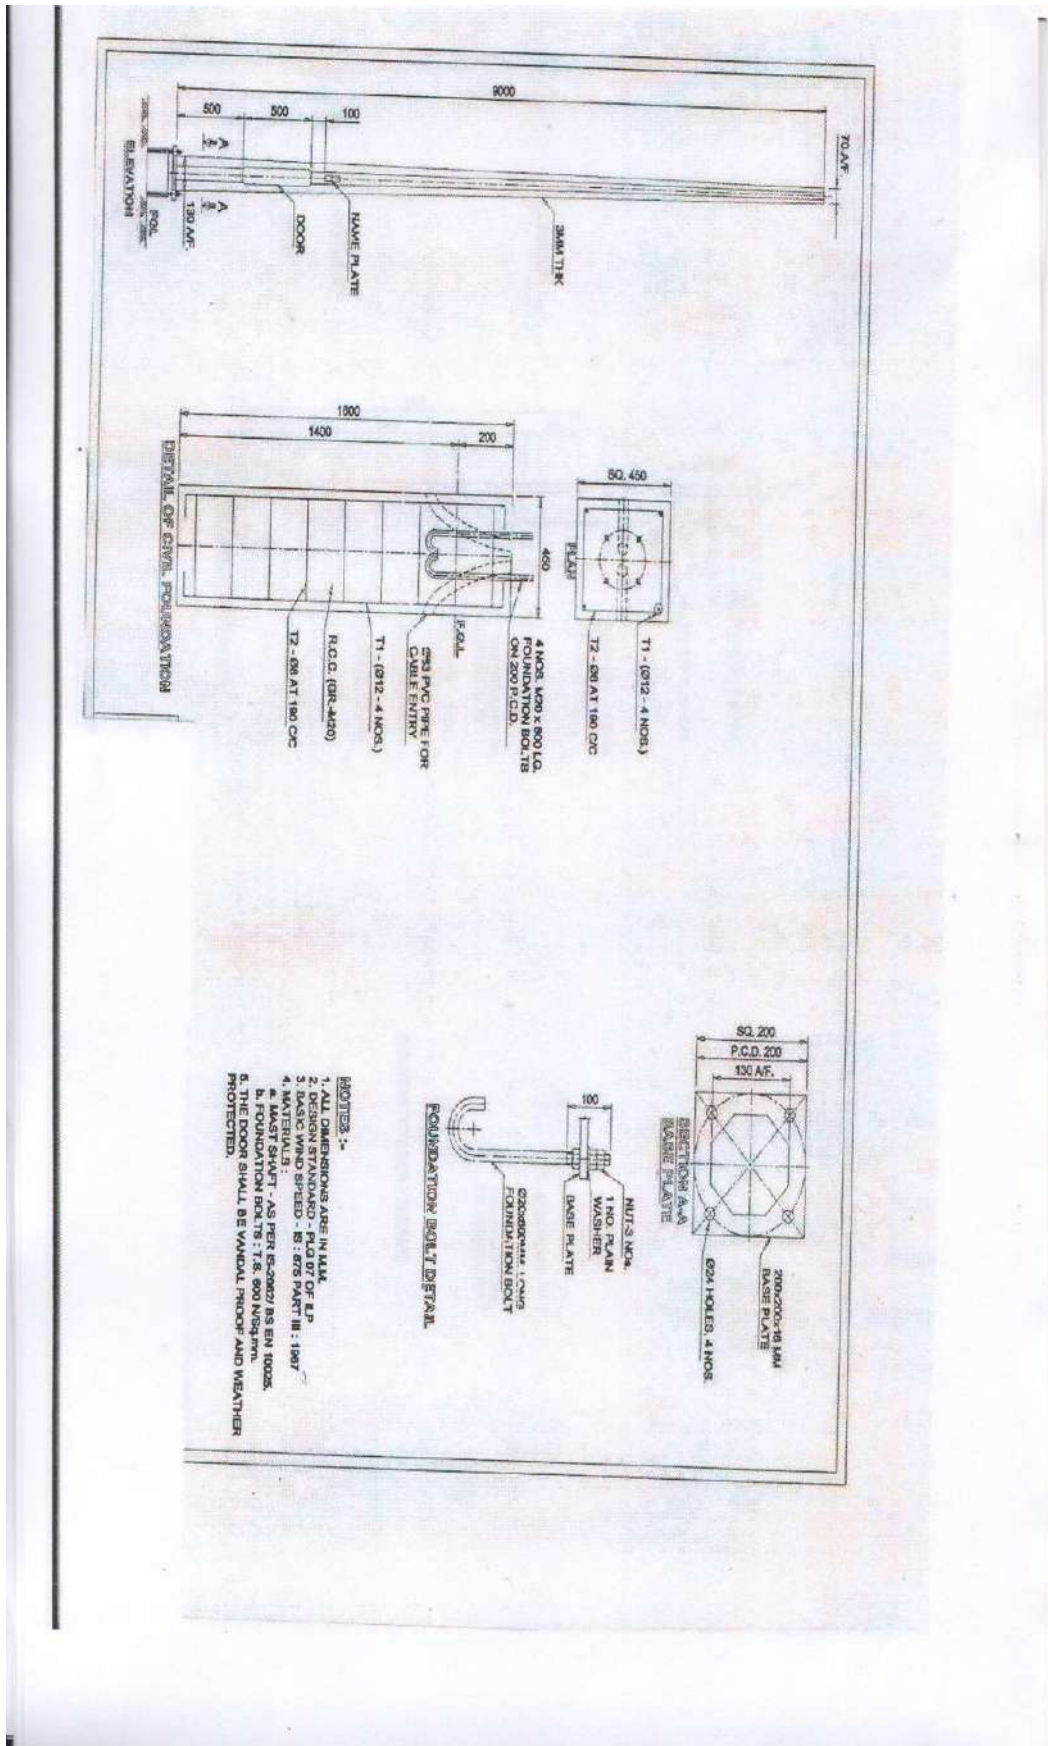 9000
500
500
100
70 A/F.
A
A
ELEVATION
130 A/F.
DOOR
NAME PLATE
3MM THK
1600
1400
200
SQ. 450
PLAN
450
T1 - (Ø12 - 4 NOS.)
T2 - Ø8 AT 190 C/C
4 NOS. M20 x 600 LG.
FOUNDATION BOLTS
ON 200 P.C.D.
PVC PIPE FOR
CABLE ENTRY
T1 - (Ø12 - 4 NOS.)
R.C.C. (GR.-M20)
T2 - Ø8 AT 190 C/C
DETAIL OF CIVIL FOUNDATION
SQ. 200
P.C.D. 200
130 A/F.
SECTION A-A
BASE PLATE
200x200x16 MM
BASE PLATE
Ø24 HOLES, 4 NOS.
100
NUT-3 NOs.
1 NO. PLAIN
WASHER
BASE PLATE
LONG
FOUNDATION BOLT
FOUNDATION BOLT DETAIL
NOTES :-
1. ALL DIMENSIONS ARE IN M.M.
2. DESIGN STANDARD - PLG 07 OF ILP
3. BASIC WIND SPEED - IS : 875 PART III : 1987
4. MATERIALS :
a. MAST SHAFT - AS PER IS-2062/ BS EN 10025.
b. FOUNDATION BOLTS : T.S. 600 N/Sq.mm.
5. THE DOOR SHALL BE VANDAL PROOF AND WEATHER
PROTECTED.